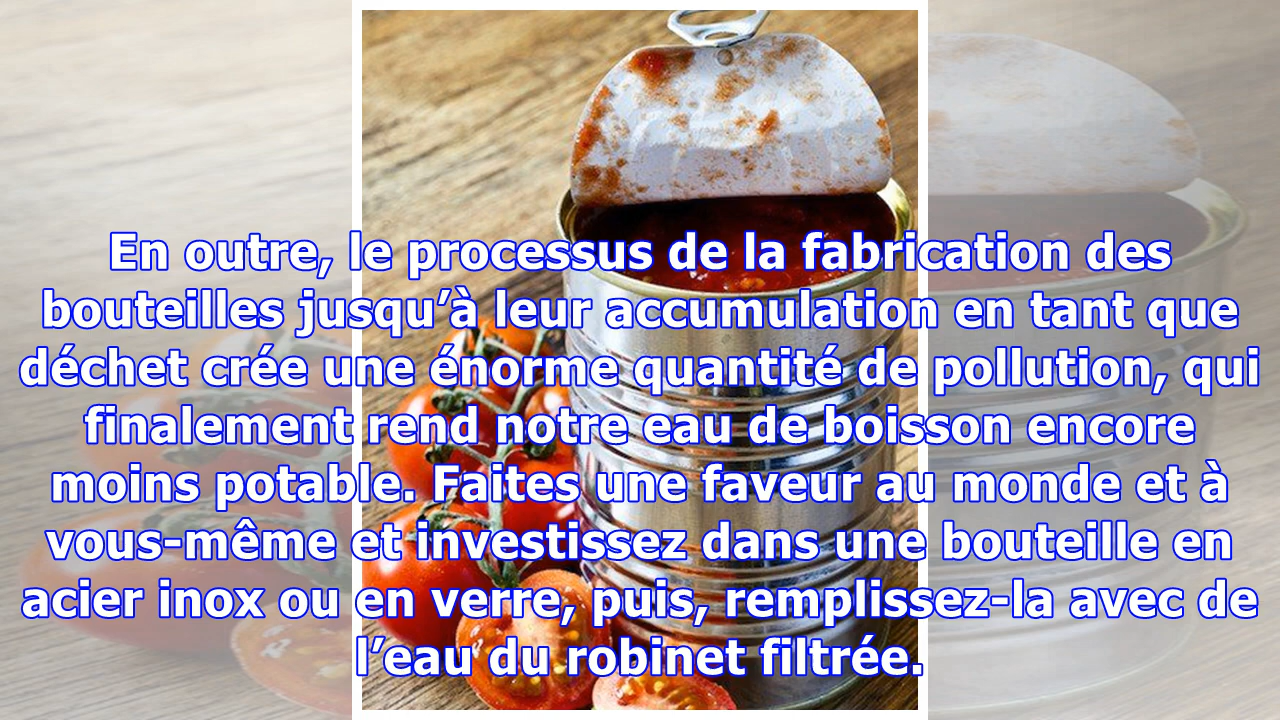 En outre, le processus de la fabrication des
bouteilles jusqu’à leur accumulation en tant que
déchet crée une énorme quantité de pollution, qui
finalement rend notre eau de boisson encore
moins potable. Faites une faveur au monde et à
vous-même et investissez dans une bouteille en
acier inox ou en verre, puis, remplissez-la avec de
l’eau du robinet filtrée.